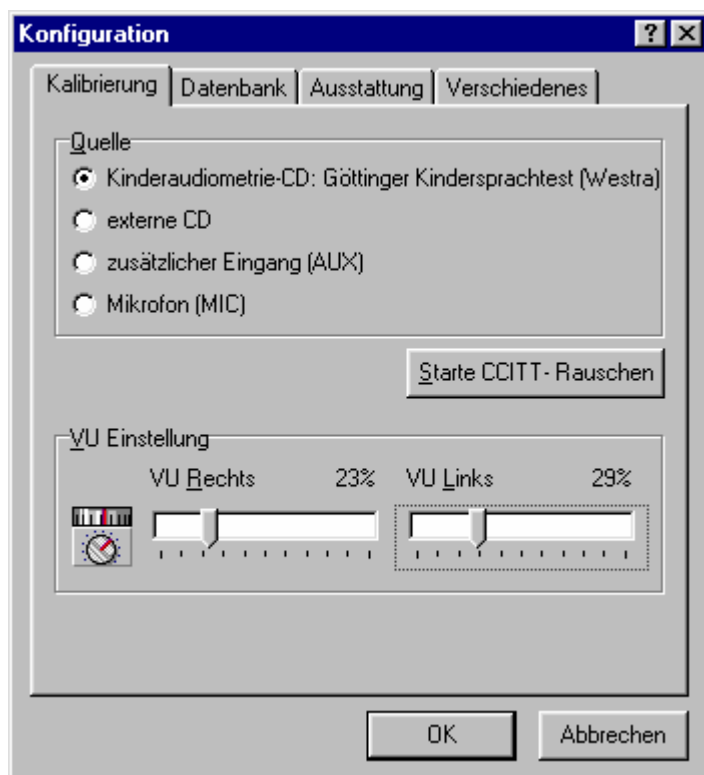 Konfiguration
Kalibrierung Datenbank Ausstattung Verschiedenes
Quelle
Kinderaudiometrie-CD: Göttinger Kindersprachtest (Westra)
externe CD
zusätzlicher Eingang (AUX)
Mikrofon (MIC)
Starte CCITT- Rauschen
VU Einstellung
VU Rechts 23% VU Links 29%
OK Abbrechen